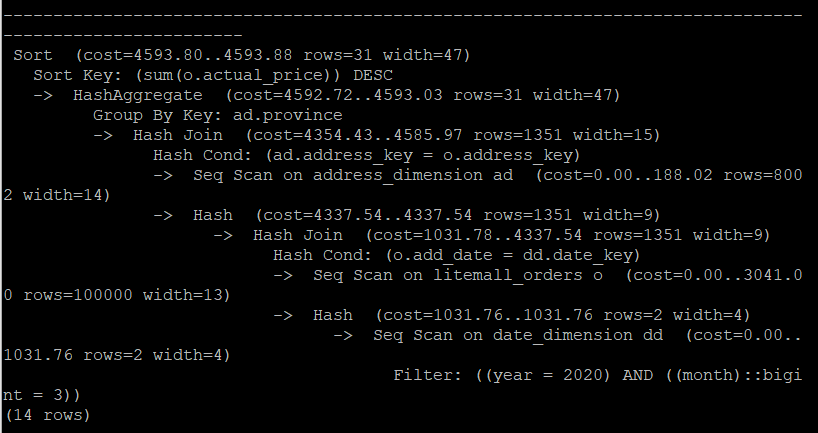 --------------------------------------------------------------------------------
------------------------
 Sort  (cost=4593.80..4593.88 rows=31 width=47)
   Sort Key: (sum(o.actual_price)) DESC
   ->  HashAggregate  (cost=4592.72..4593.03 rows=31 width=47)
         Group By Key: ad.province
         ->  Hash Join  (cost=4354.43..4585.97 rows=1351 width=15)
               Hash Cond: (ad.address_key = o.address_key)
               ->  Seq Scan on address_dimension ad  (cost=0.00..188.02 rows=800
2 width=14)
               ->  Hash  (cost=4337.54..4337.54 rows=1351 width=9)
                     ->  Hash Join  (cost=1031.78..4337.54 rows=1351 width=9)
                           Hash Cond: (o.add_date = dd.date_key)
                           ->  Seq Scan on litemall_orders o  (cost=0.00..3041.0
0 rows=100000 width=13)
                           ->  Hash  (cost=1031.76..1031.76 rows=2 width=4)
                                 ->  Seq Scan on date_dimension dd  (cost=0.00..
1031.76 rows=2 width=4)
                                       Filter: ((year = 2020) AND ((month)::bigi
nt = 3))
(14 rows)